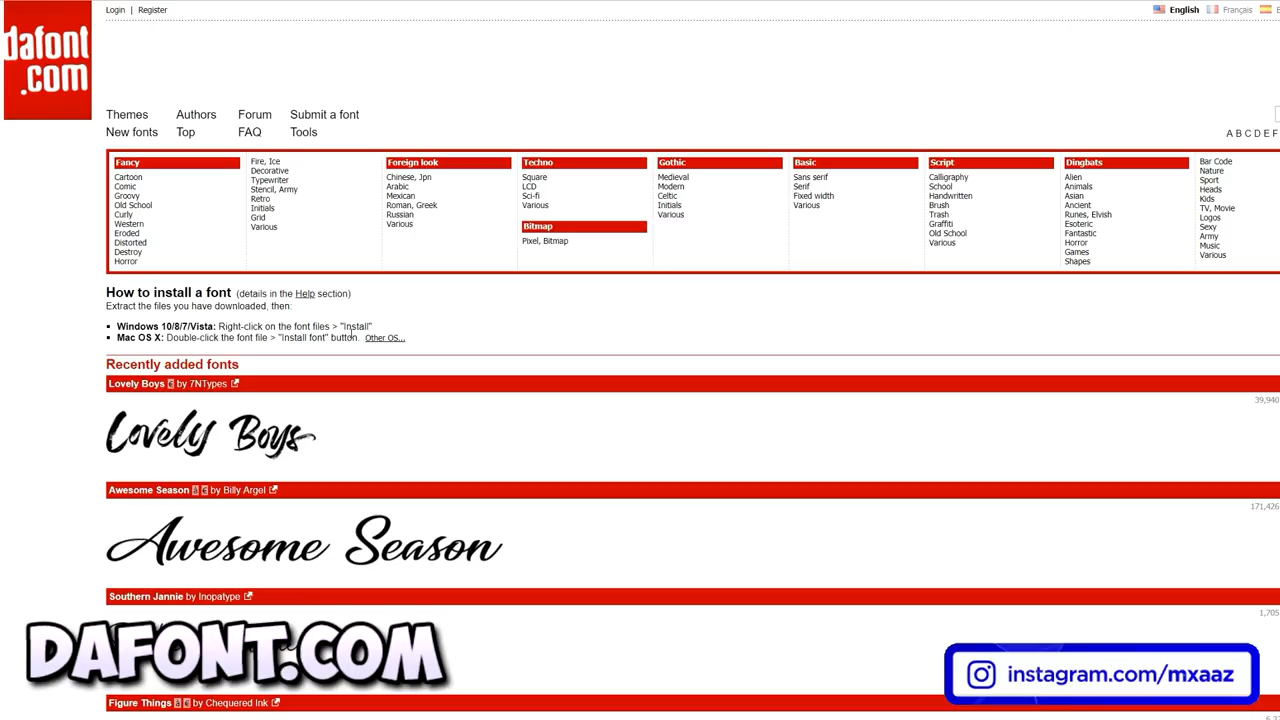 Login | Register
English Français
dafont
.com
Themes Authors Forum Submit a font
New fonts Top FAQ Tools
A B C D E F
Fancy
Cartoon
Comic
Groovy
Old School
Curly
Western
Eroded
Distorted
Destroy
Horror
Fire, Ice
Decorative
Typewriter
Stencil, Army
Retro
Initials
Grid
Various
Foreign look
Chinese, Jpn
Arabic
Mexican
Roman, Greek
Russian
Various
Techno
Square
LCD
Sci-fi
Various
Bitmap
Pixel, Bitmap
Gothic
Medieval
Modern
Celtic
Initials
Various
Basic
Sans serif
Serif
Fixed width
Various
Script
Calligraphy
School
Handwritten
Brush
Trash
Graffiti
Old School
Various
Dingbats
Alien
Animals
Asian
Ancient
Runes, Elvish
Esoteric
Fantastic
Horror
Games
Shapes
Bar Code
Nature
Sport
Heads
Kids
TV, Movie
Logos
Sexy
Army
Music
Various
How to install a font (details in the Help section)
Extract the files you have downloaded, then:
Windows 10/8/7/Vista: Right-click on the font files > "Install"
Mac OS X: Double-click the font file > "Install font" button. Other OS...
Recently added fonts
Lovely Boys € by 7NTypes
39,940
Lovely Boys
Awesome Season à € by Billy Argel
171,426
Awesome Season
Southern Jannie by Inopatype
1,705
DAFONT.COM
instagram.com/mxaaz
Figure Things à € by Chequered Ink